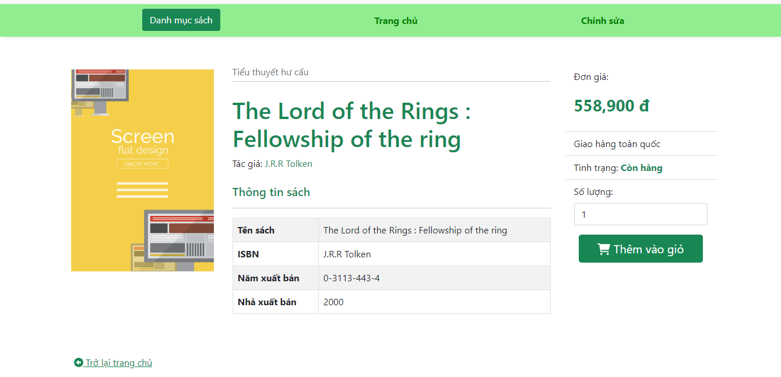 Danh mục sách
Trang chủ
Chỉnh sửa
Screen
flat design
KNOW MORE
Tiểu thuyết hư cấu
The Lord of the Rings :
Fellowship of the ring
Tác giả: J.R.R Tolken
Thông tin sách
Tên sách The Lord of the Rings : Fellowship of the ring
ISBN J.R.R Tolken
Năm xuất bản 0-3113-443-4
Nhà xuất bản 2000
Đơn giá:
558,900 đ
Giao hàng toàn quốc
Tình trạng: Còn hàng
Số lượng:
1
Thêm vào giỏ
Trở lại trang chủ